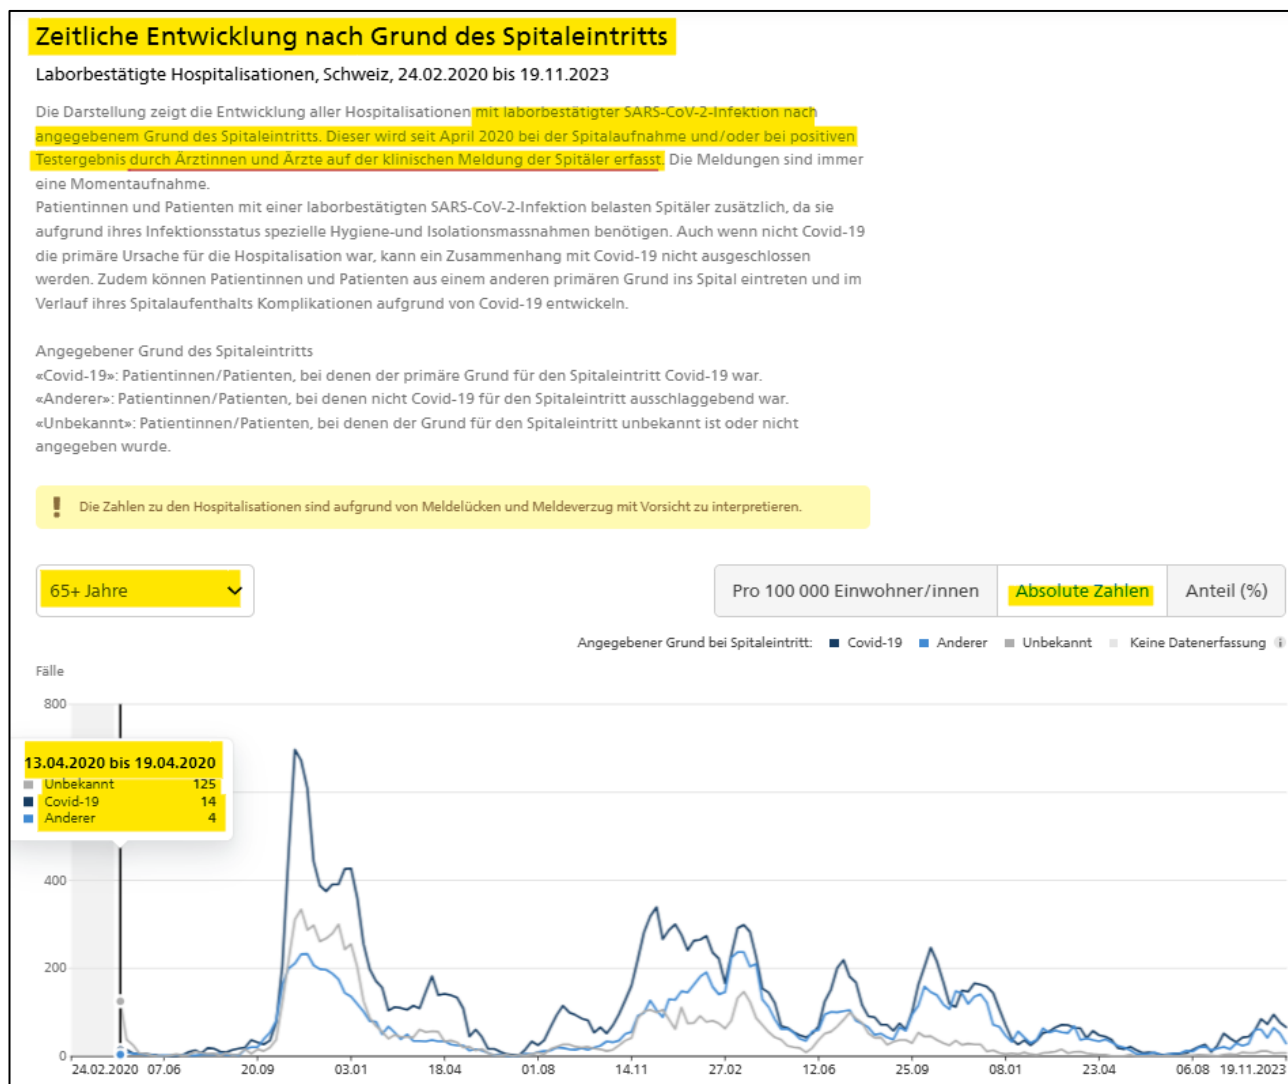 Zeitliche Entwicklung nach Grund des Spitaleintritts
Laborbestätigte Hospitalisationen, Schweiz, 24.02.2020 bis 19.11.2023
Die Darstellung zeigt die Entwicklung aller Hospitalisationen mit laborbestätigter SARS-CoV-2-Infektion nach
angegebenem Grund des Spitaleintritts. Dieser wird seit April 2020 bei der Spitalaufnahme und/oder bei positiven
Testergebnis durch Ärztinnen und Ärzte auf der klinischen Meldung der Spitäler erfasst. Die Meldungen sind immer
eine Momentaufnahme.
Patientinnen und Patienten mit einer laborbestätigten SARS-CoV-2-Infektion belasten Spitäler zusätzlich, da sie
aufgrund ihres Infektionsstatus spezielle Hygiene-und Isolationsmassnahmen benötigen. Auch wenn nicht Covid-19
die primäre Ursache für die Hospitalisation war, kann ein Zusammenhang mit Covid-19 nicht ausgeschlossen
werden. Zudem können Patientinnen und Patienten aus einem anderen primären Grund ins Spital eintreten und im
Verlauf ihres Spitalaufenthalts Komplikationen aufgrund von Covid-19 entwickeln.
Angegebener Grund des Spitaleintritts
«Covid-19»: Patientinnen/Patienten, bei denen der primäre Grund für den Spitaleintritt Covid-19 war.
«Anderer»: Patientinnen/Patienten, bei denen nicht Covid-19 für den Spitaleintritt ausschlaggebend war.
«Unbekannt»: Patientinnen/Patienten, bei denen der Grund für den Spitaleintritt unbekannt ist oder nicht
angegeben wurde.
Die Zahlen zu den Hospitalisationen sind aufgrund von Meldelücken und Meldeverzug mit Vorsicht zu interpretieren.
65+ Jahre
Pro 100 000 Einwohner/innen Absolute Zahlen Anteil (%)
Angegebener Grund bei Spitaleintritt: Covid-19 Anderer Unbekannt Keine Datenerfassung i
Fälle
800
13.04.2020 bis 19.04.2020
Unbekannt 125
Covid-19 14
Anderer 4
400
200
0
24.02.2020 07.06 20.09 03.01 18.04 01.08 14.11 27.02 12.06 25.09 08.01 23.04 06.08 19.11.2023